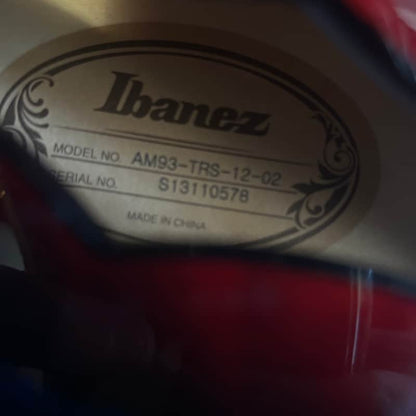 Ibanez
MODEL NO. AM93-TRS-12-02
SERIAL NO. S13110578
MADE IN CHINA